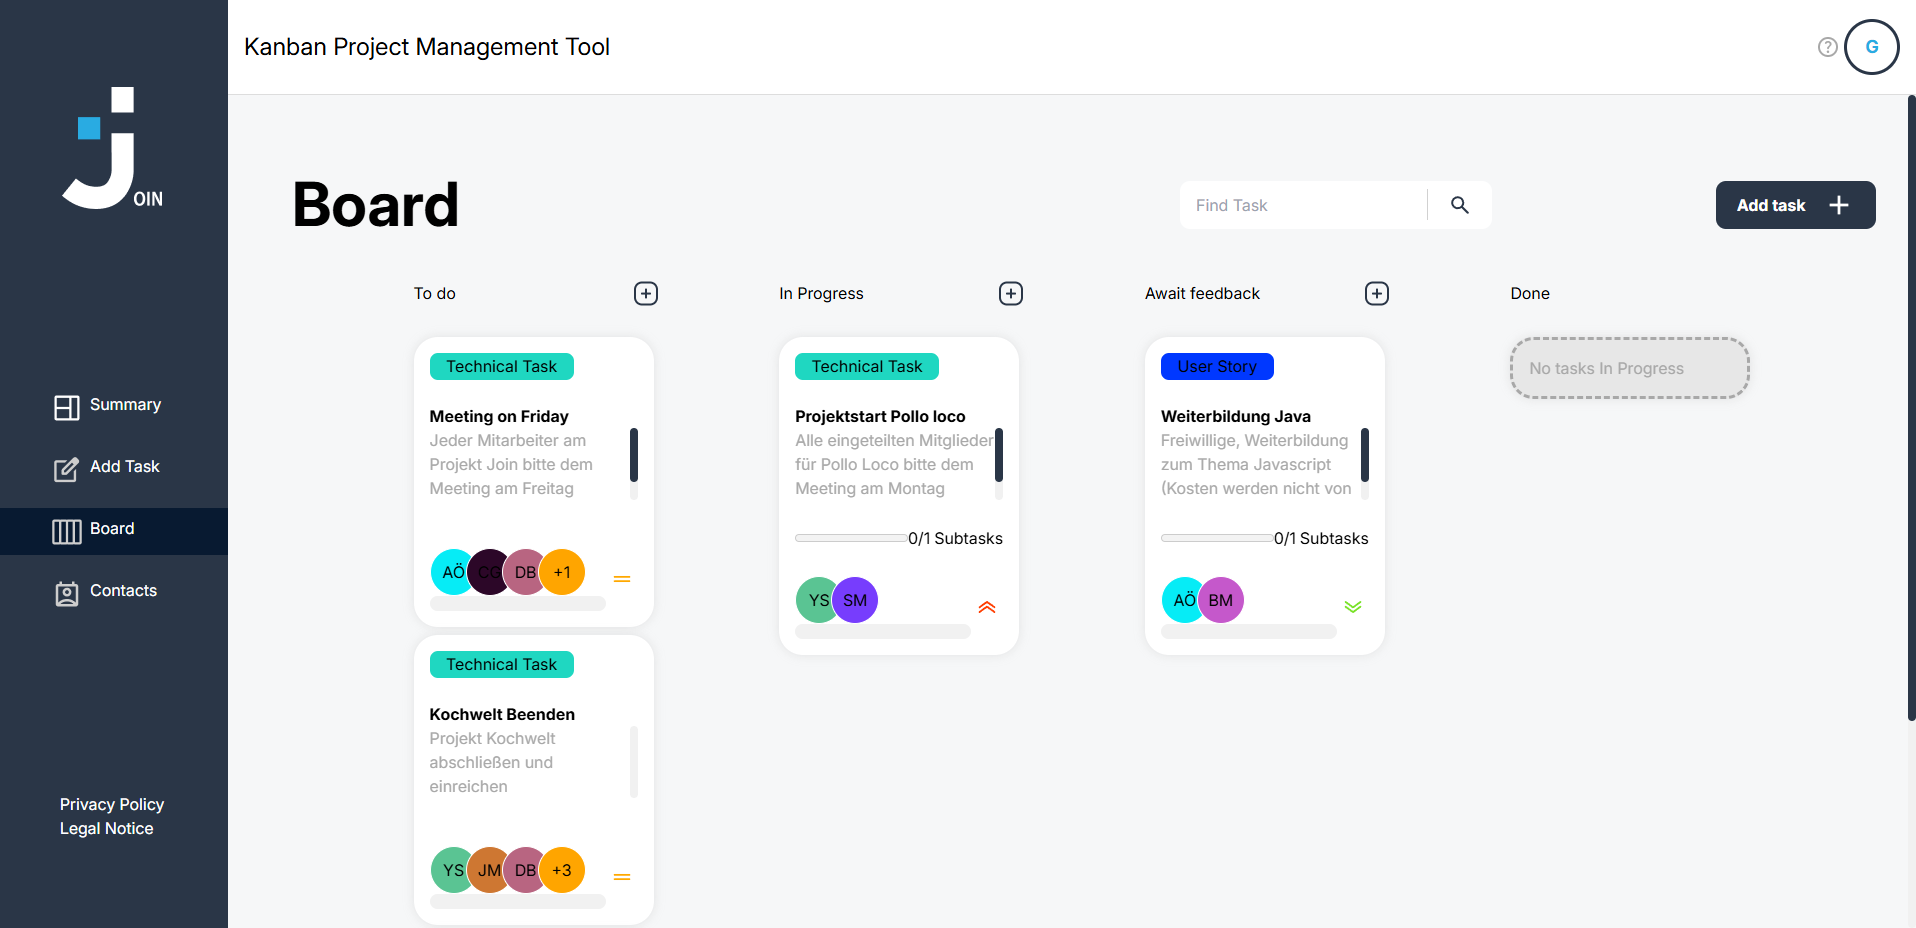 Kanban Project Management Tool
?
G
OIN
Board
Find Task
Add task
To do
In Progress
Await feedback
Done
Technical Task
Meeting on Friday
Jeder Mitarbeiter am
Projekt Join bitte dem
Meeting am Freitag
AÖ
CG
DB
+1
Technical Task
Kochwelt Beenden
Projekt Kochwelt
abschließen und
einreichen
YS
JM
DB
+3
Technical Task
Projektstart Pollo loco
Alle eingeteilten Mitglieder
für Pollo Loco bitte dem
Meeting am Montag
0/1 Subtasks
YS
SM
User Story
Weiterbildung Java
Freiwillige, Weiterbildung
zum Thema Javascript
(Kosten werden nicht von
0/1 Subtasks
AÖ
BM
No tasks In Progress
Summary
Add Task
Board
Contacts
Privacy Policy
Legal Notice